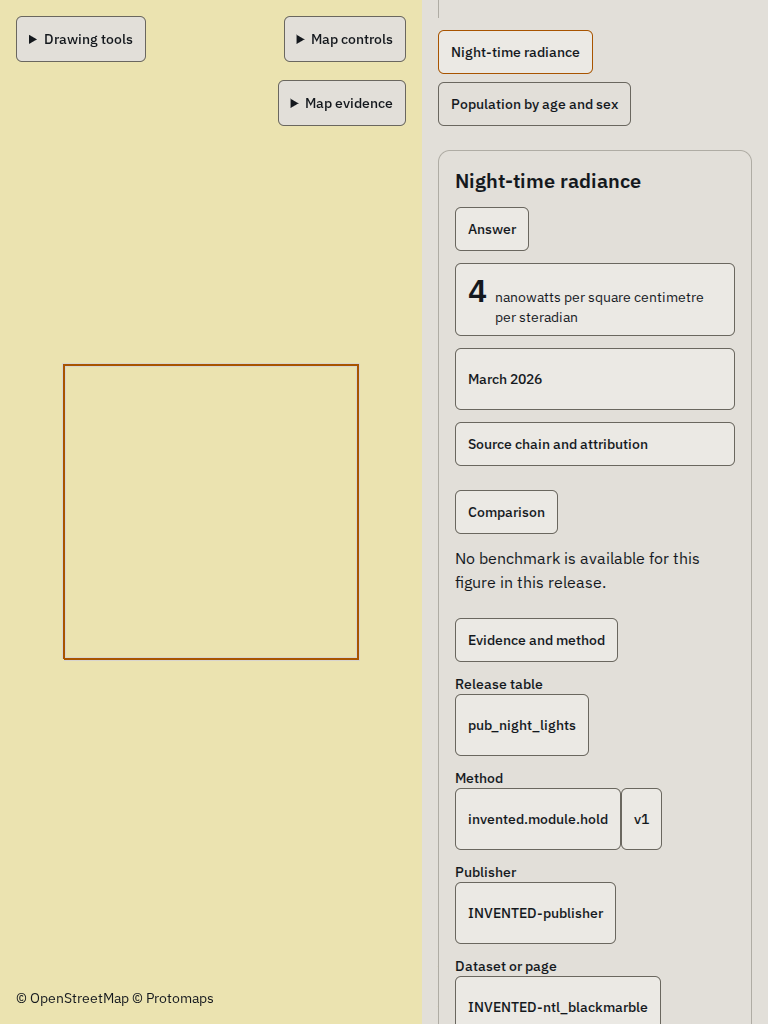 Drawing tools
Map controls
Map evidence
© OpenStreetMap © Protomaps
Night-time radiance
Population by age and sex
Night-time radiance
Answer
4 nanowatts per square centimetre
per steradian
March 2026
Source chain and attribution
Comparison
No benchmark is available for this
figure in this release.
Evidence and method
Release table
pub_night_lights
Method
invented.module.hold v1
Publisher
INVENTED-publisher
Dataset or page
INVENTED-ntl_blackmarble